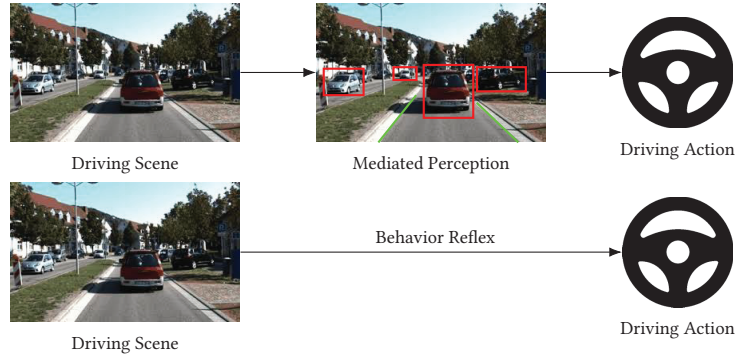 Driving Scene
Mediated Perception
Driving Action
Behavior Reflex
Driving Scene
Driving Action